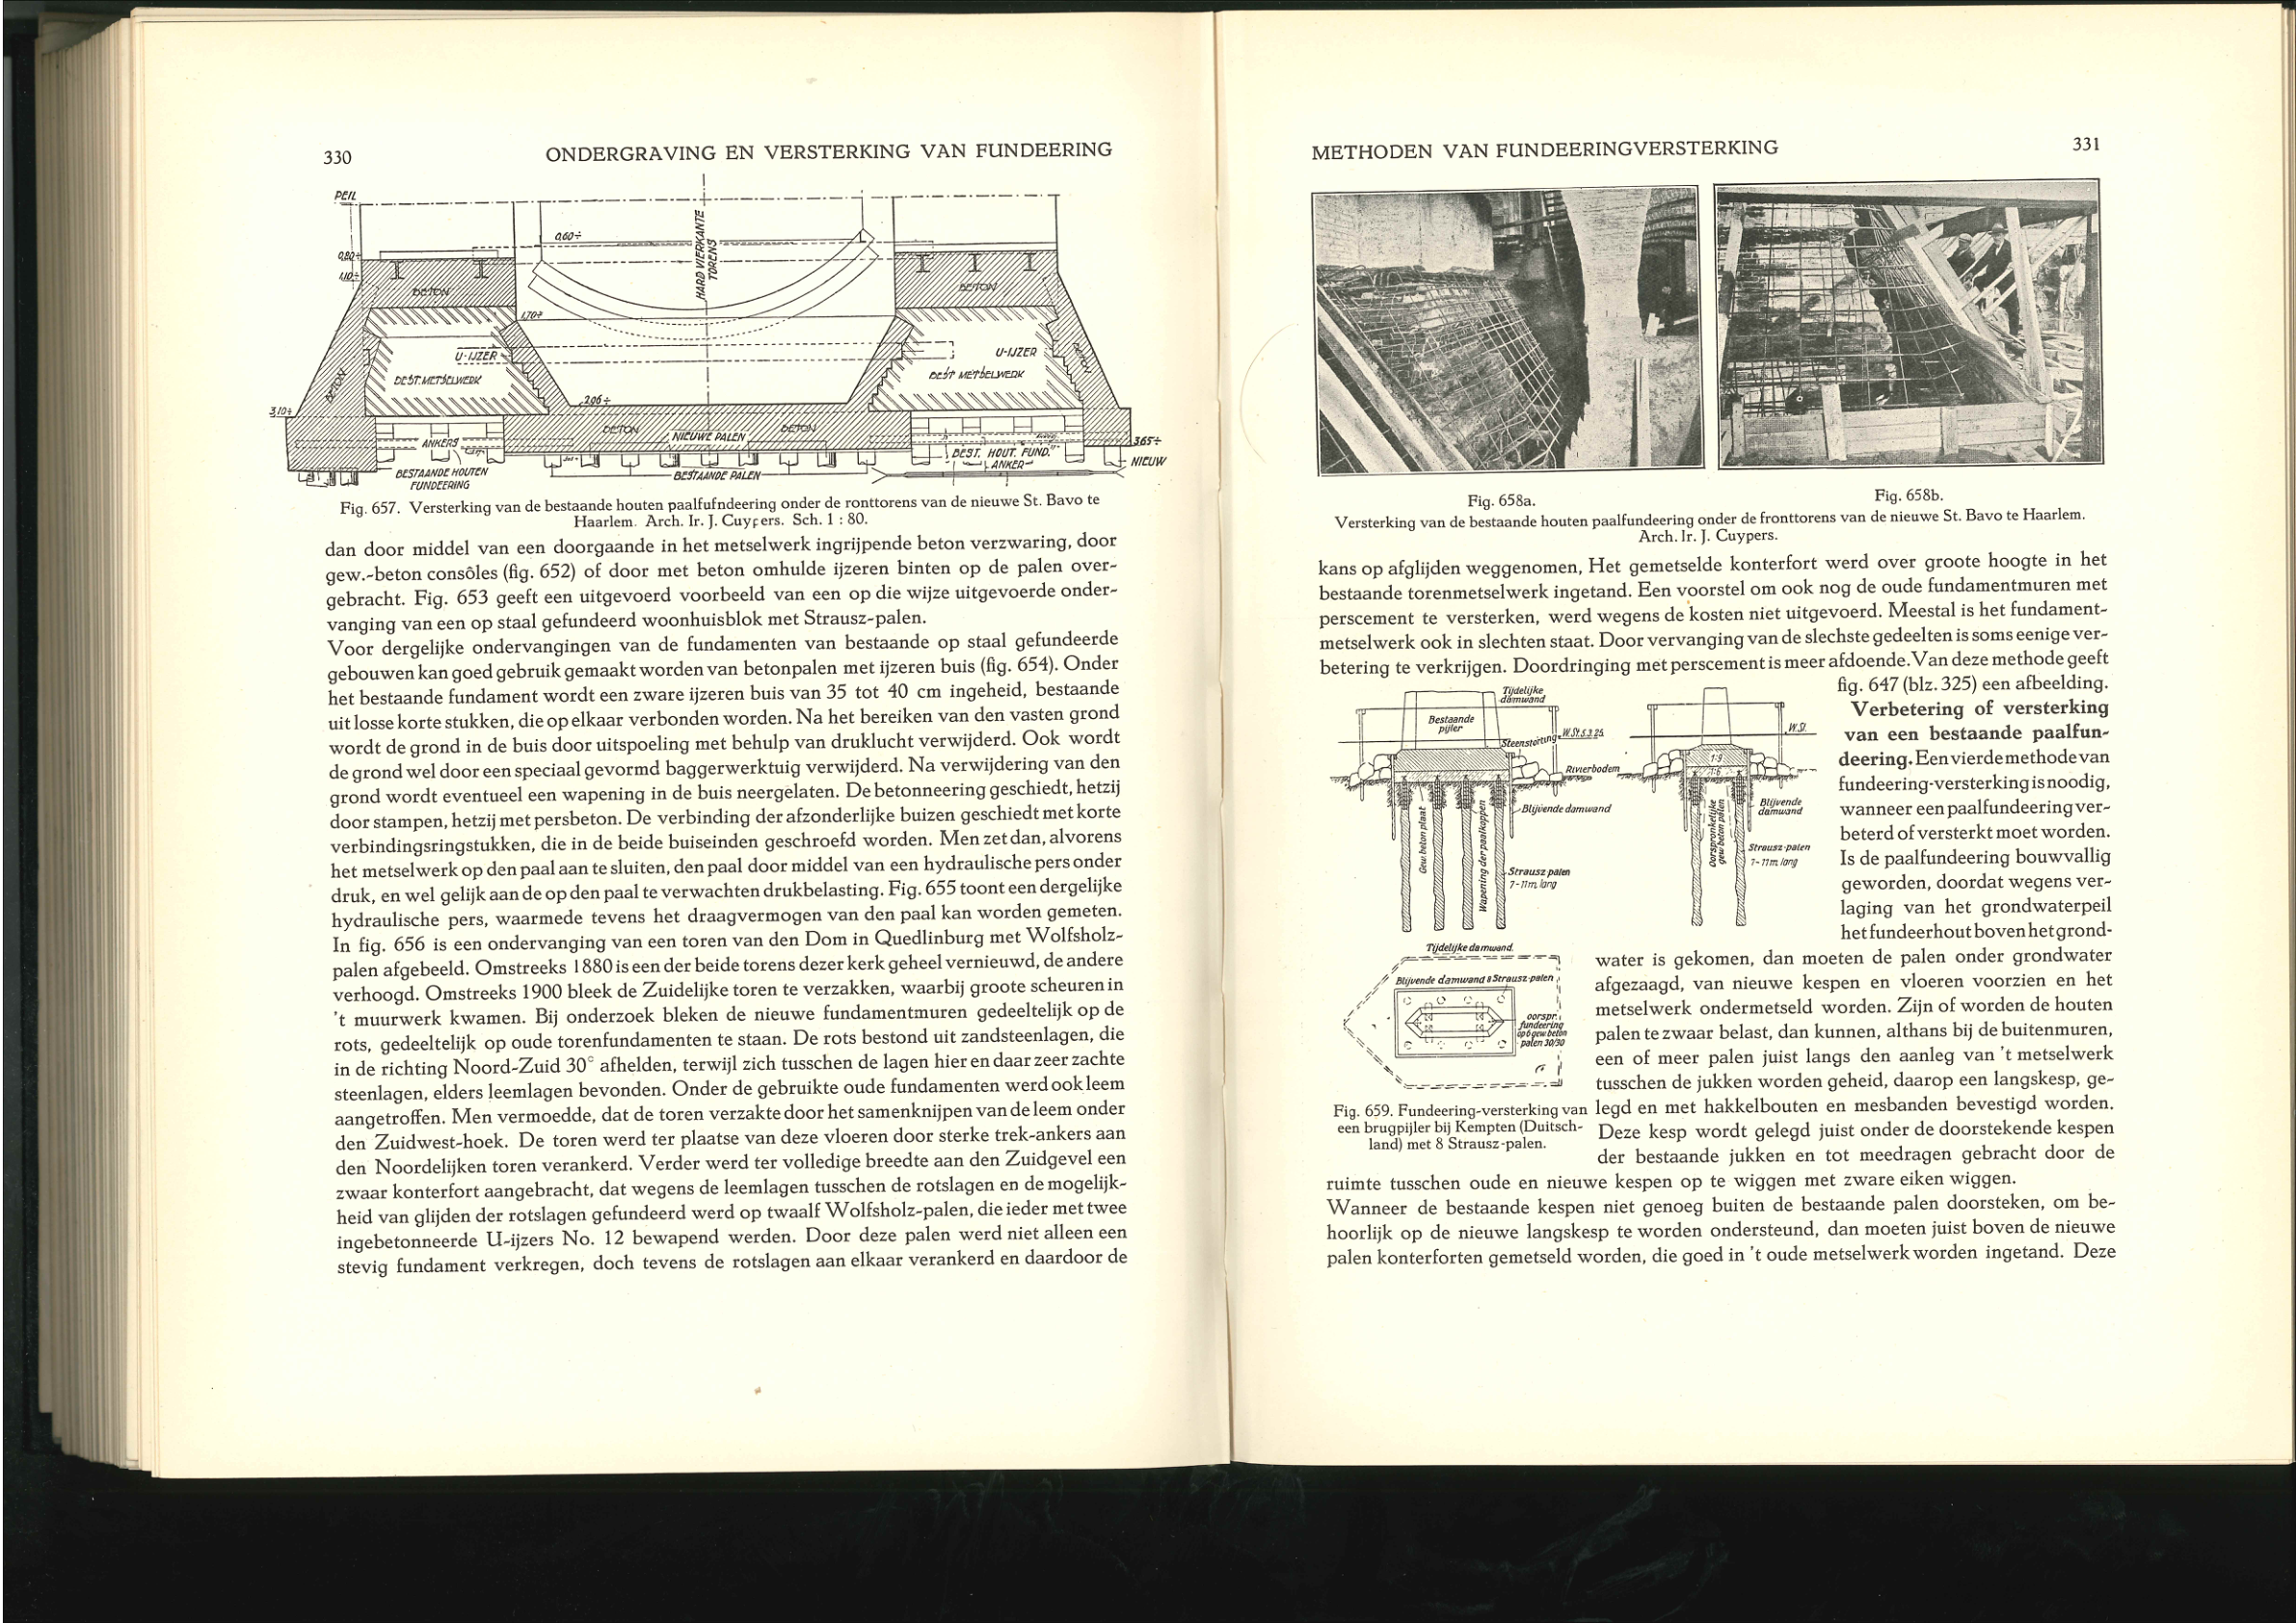 330
ONDERGRAVING EN VERSTERKING VAN FUNDEERING
PEIL
0,60÷
HART VIERKANTE
TORENS
0,80÷
1,10÷
BETON
BETON
1,70÷
U-IJZER
U-IJZER
BEST. METSELWERK
BEST METSELWERK
BETON
BETON
2.96÷
3,10÷
BETON
BETON
NIEUWE PALEN
ANKERS
BESTAANDE HOUTEN
FUNDEERING
BESTAANDE PALEN
BEST. HOUT. FUND.
ANKER
3.65÷
NIEUW
Fig. 657. Versterking van de bestaande houten paalfufndeering onder de ronttorens van de nieuwe St. Bavo te
Haarlem. Arch. Ir. J. Cuypers. Sch. 1 : 80.
dan door middel van een doorgaande in het metselwerk ingrijpende beton verzwaring, door
gew.-beton consôles (fig. 652) of door met beton omhulde ijzeren binten op de palen over-
gebracht. Fig. 653 geeft een uitgevoerd voorbeeld van een op die wijze uitgevoerde onder-
vanging van een op staal gefundeerd woonhuisblok met Strausz-palen.
Voor dergelijke ondervangingen van de fundamenten van bestaande op staal gefundeerde
gebouwen kan goed gebruik gemaakt worden van betonpalen met ijzeren buis (fig. 654). Onder
het bestaande fundament wordt een zware ijzeren buis van 35 tot 40 cm ingeheid, bestaande
uit losse korte stukken, die op elkaar verbonden worden. Na het bereiken van den vasten grond
wordt de grond in de buis door uitspoeling met behulp van druklucht verwijderd. Ook wordt
de grond wel door een speciaal gevormd baggerwerktuig verwijderd. Na verwijdering van den
grond wordt eventueel een wapening in de buis neergelaten. De betonneering geschiedt, hetzij
door stampen, hetzij met persbeton. De verbinding der afzonderlijke buizen geschiedt met korte
verbindingsringstukken, die in de beide buiseinden geschroefd worden. Men zet dan, alvorens
het metselwerk op den paal aan te sluiten, den paal door middel van een hydraulische pers onder
druk, en wel gelijk aan de op den paal te verwachten drukbelasting. Fig. 655 toont een dergelijke
hydraulische pers, waarmede tevens het draagvermogen van den paal kan worden gemeten.
In fig. 656 is een ondervanging van een toren van den Dom in Quedlinburg met Wolfsholz-
palen afgebeeld. Omstreeks 1880 is een der beide torens dezer kerk geheel vernieuwd, de andere
verhoogd. Omstreeks 1900 bleek de Zuidelijke toren te verzakken, waarbij groote scheuren in
't muurwerk kwamen. Bij onderzoek bleken de nieuwe fundamentmuren gedeeltelijk op de
rots, gedeeltelijk op oude torenfundamenten te staan. De rots bestond uit zandsteenlagen, die
in de richting Noord-Zuid 30° afhelden, terwijl zich tusschen de lagen hier en daar zeer zachte
steenlagen, elders leemlagen bevonden. Onder de gebruikte oude fundamenten werd ook leem
aangetroffen. Men vermoedde, dat de toren verzakte door het samenknijpen van de leem onder
den Zuidwest-hoek. De toren werd ter plaatse van deze vloeren door sterke trek-ankers aan
den Noordelijken toren verankerd. Verder werd ter volledige breedte aan den Zuidgevel een
zwaar konterfort aangebracht, dat wegens de leemlagen tusschen de rotslagen en de mogelijk-
heid van glijden der rotslagen gefundeerd werd op twaalf Wolfsholz-palen, die ieder met twee
ingebetonneerde U-ijzers No. 12 bewapend werden. Door deze palen werd niet alleen een
stevig fundament verkregen, doch tevens de rotslagen aan elkaar verankerd en daardoor de
METHODEN VAN FUNDEERINGVERSTERKING
331
Fig. 658a.
Fig. 658b.
Versterking van de bestaande houten paalfundeering onder de fronttorens van de nieuwe St. Bavo te Haarlem.
Arch. Ir. J. Cuypers.
kans op afglijden weggenomen, Het gemetselde konterfort werd over groote hoogte in het
bestaande torenmetselwerk ingetand. Een voorstel om ook nog de oude fundamentmuren met
perscement te versterken, werd wegens de kosten niet uitgevoerd. Meestal is het fundament-
metselwerk ook in slechten staat. Door vervanging van de slechste gedeelten is soms eenige ver-
betering te verkrijgen. Doordringing met perscement is meer afdoende. Van deze methode geeft
fig. 647 (blz. 325) een afbeelding.
Verbetering of versterking
van een bestaande paalfun-
deering. Een vierde methode van
fundeering-versterking is noodig,
wanneer een paalfundeering ver-
beterd of versterkt moet worden.
Is de paalfundeering bouwvallig
geworden, doordat wegens ver-
laging van het grondwaterpeil
het fundeerhout boven het grond-
Tijdelijke
damwand
Bestaande
pijler
Steenstorting
W.St. 5.3.25.
W.St.
Rivierbodem
1:9
1:6
Blijvende damwand
Blijvende
damwand
Gew. beton plaat
Wapening der paalkoppen
Oorspronkelijke
gew. beton palen
Strausz palen
7-11m. lang
Strausz-palen
7-11m. lang
Tijdelijke damwand.
Blijvende damwand 8 Strausz-palen
oorspr.
fundeering
op 6 gew. beton
palen 30/30
water is gekomen, dan moeten de palen onder grondwater
afgezaagd, van nieuwe kespen en vloeren voorzien en het
metselwerk ondermetseld worden. Zijn of worden de houten
palen te zwaar belast, dan kunnen, althans bij de buitenmuren,
een of meer palen juist langs den aanleg van 't metselwerk
tusschen de jukken worden geheid, daarop een langskesp, ge-
legd en met hakkelbouten en mesbanden bevestigd worden.
Deze kesp wordt gelegd juist onder de doorstekende kespen
der bestaande jukken en tot meedragen gebracht door de
Fig. 659. Fundeering-versterking van
een brugpijler bij Kempten (Duitsch-
land) met 8 Strausz-palen.
ruimte tusschen oude en nieuwe kespen op te wiggen met zware eiken wiggen.
Wanneer de bestaande kespen niet genoeg buiten de bestaande palen doorsteken, om be-
hoorlijk op de nieuwe langskesp te worden ondersteund, dan moeten juist boven de nieuwe
palen konterforten gemetseld worden, die goed in 't oude metselwerk worden ingetand. Deze